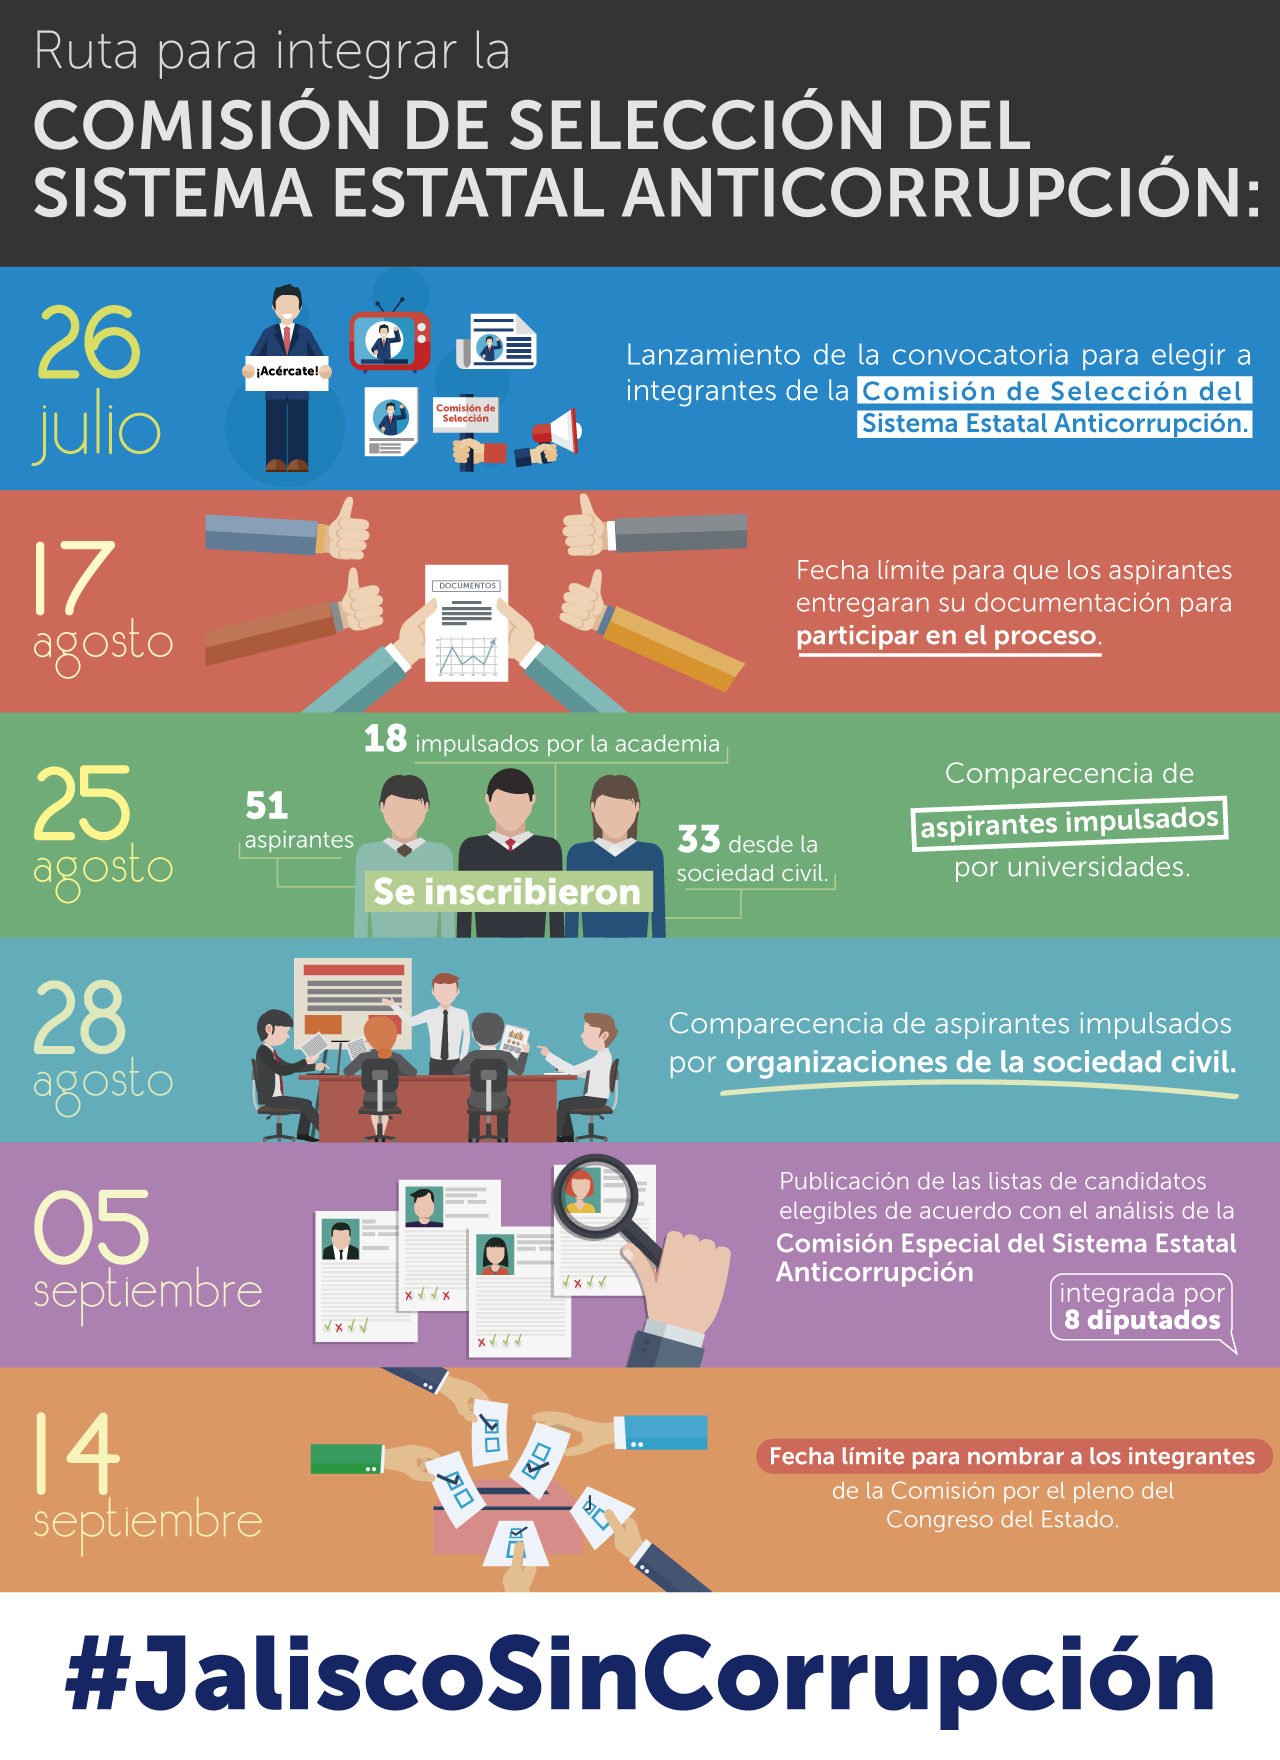 Ruta para integrar la
COMISIÓN DE SELECCIÓN DEL
SISTEMA ESTATAL ANTICORRUPCIÓN:
26
julio
¡Acércate!
Comisión de
Selección
Lanzamiento de la convocatoria para elegir a
integrantes de la Comisión de Selección del
Sistema Estatal Anticorrupción.
17
agosto
DOCUMENTOS
Fecha límite para que los aspirantes
entregaran su documentación para
participar en el proceso.
25
agosto
18 impulsados por la academia
51
aspirantes
33 desde la
sociedad civil.
Se inscribieron
Comparecencia de
aspirantes impulsados
por universidades.
28
agosto
Comparecencia de aspirantes impulsados
por organizaciones de la sociedad civil.
05
septiembre
Publicación de las listas de candidatos
elegibles de acuerdo con el análisis de la
Comisión Especial del Sistema Estatal
Anticorrupción
integrada por
8 diputados
14
septiembre
Fecha límite para nombrar a los integrantes
de la Comisión por el pleno del
Congreso del Estado.
#JaliscoSinCorrupción